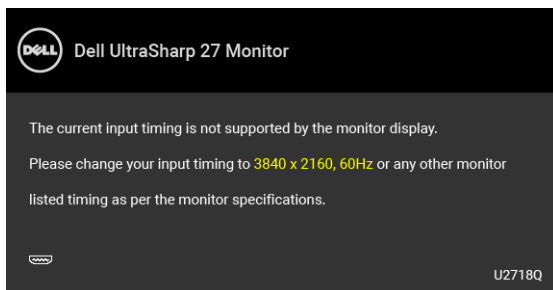 DELL
Dell UltraSharp 27 Monitor
The current input timing is not supported by the monitor display.
Please change your input timing to 3840 x 2160, 60Hz or any other monitor
listed timing as per the monitor specifications.
U2718Q